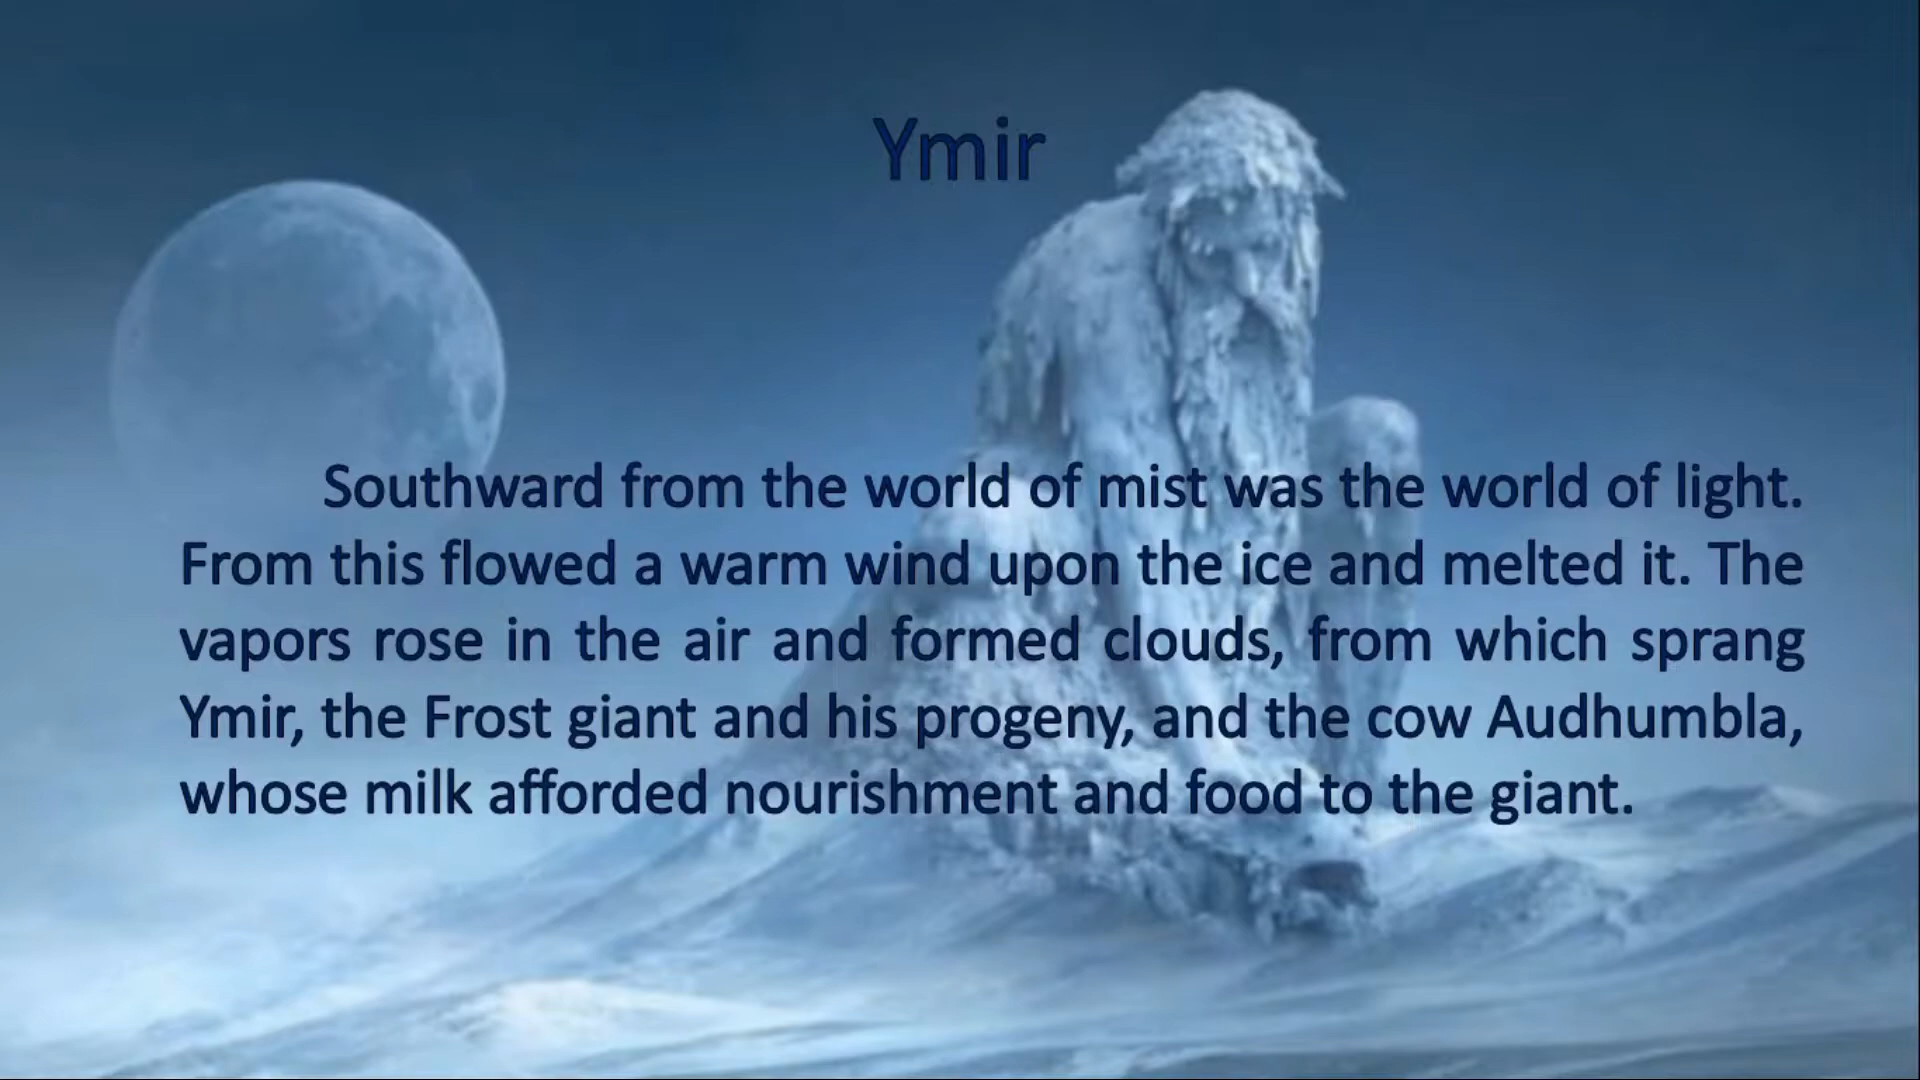 Ymir
Southward from the world of mist was the world of light.
From this flowed a warm wind upon the ice and melted it. The
vapors rose in the air and formed clouds, from which sprang
Ymir, the Frost giant and his progeny, and the cow Audhumbla,
whose milk afforded nourishment and food to the giant.